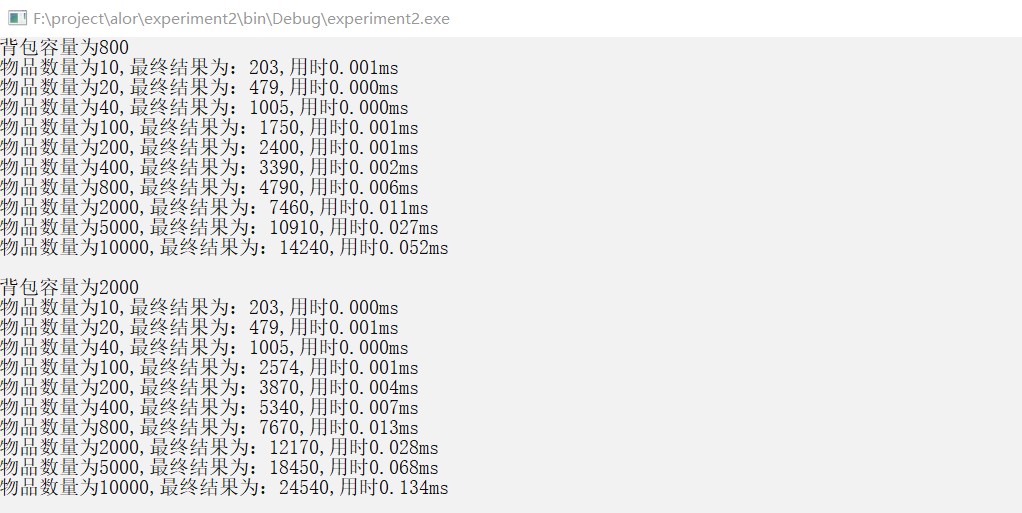 F:\project\alor\experiment2\bin\Debug\experiment2.exe
背包容量为800
物品数量为10,最终结果为：203,用时0.001ms
物品数量为20,最终结果为：479,用时0.000ms
物品数量为40,最终结果为：1005,用时0.000ms
物品数量为100,最终结果为：1750,用时0.001ms
物品数量为200,最终结果为：2400,用时0.001ms
物品数量为400,最终结果为：3390,用时0.002ms
物品数量为800,最终结果为：4790,用时0.006ms
物品数量为2000,最终结果为：7460,用时0.011ms
物品数量为5000,最终结果为：10910,用时0.027ms
物品数量为10000,最终结果为：14240,用时0.052ms
背包容量为2000
物品数量为10,最终结果为：203,用时0.000ms
物品数量为20,最终结果为：479,用时0.001ms
物品数量为40,最终结果为：1005,用时0.000ms
物品数量为100,最终结果为：2574,用时0.001ms
物品数量为200,最终结果为：3870,用时0.004ms
物品数量为400,最终结果为：5340,用时0.007ms
物品数量为800,最终结果为：7670,用时0.013ms
物品数量为2000,最终结果为：12170,用时0.028ms
物品数量为5000,最终结果为：18450,用时0.068ms
物品数量为10000,最终结果为：24540,用时0.134ms